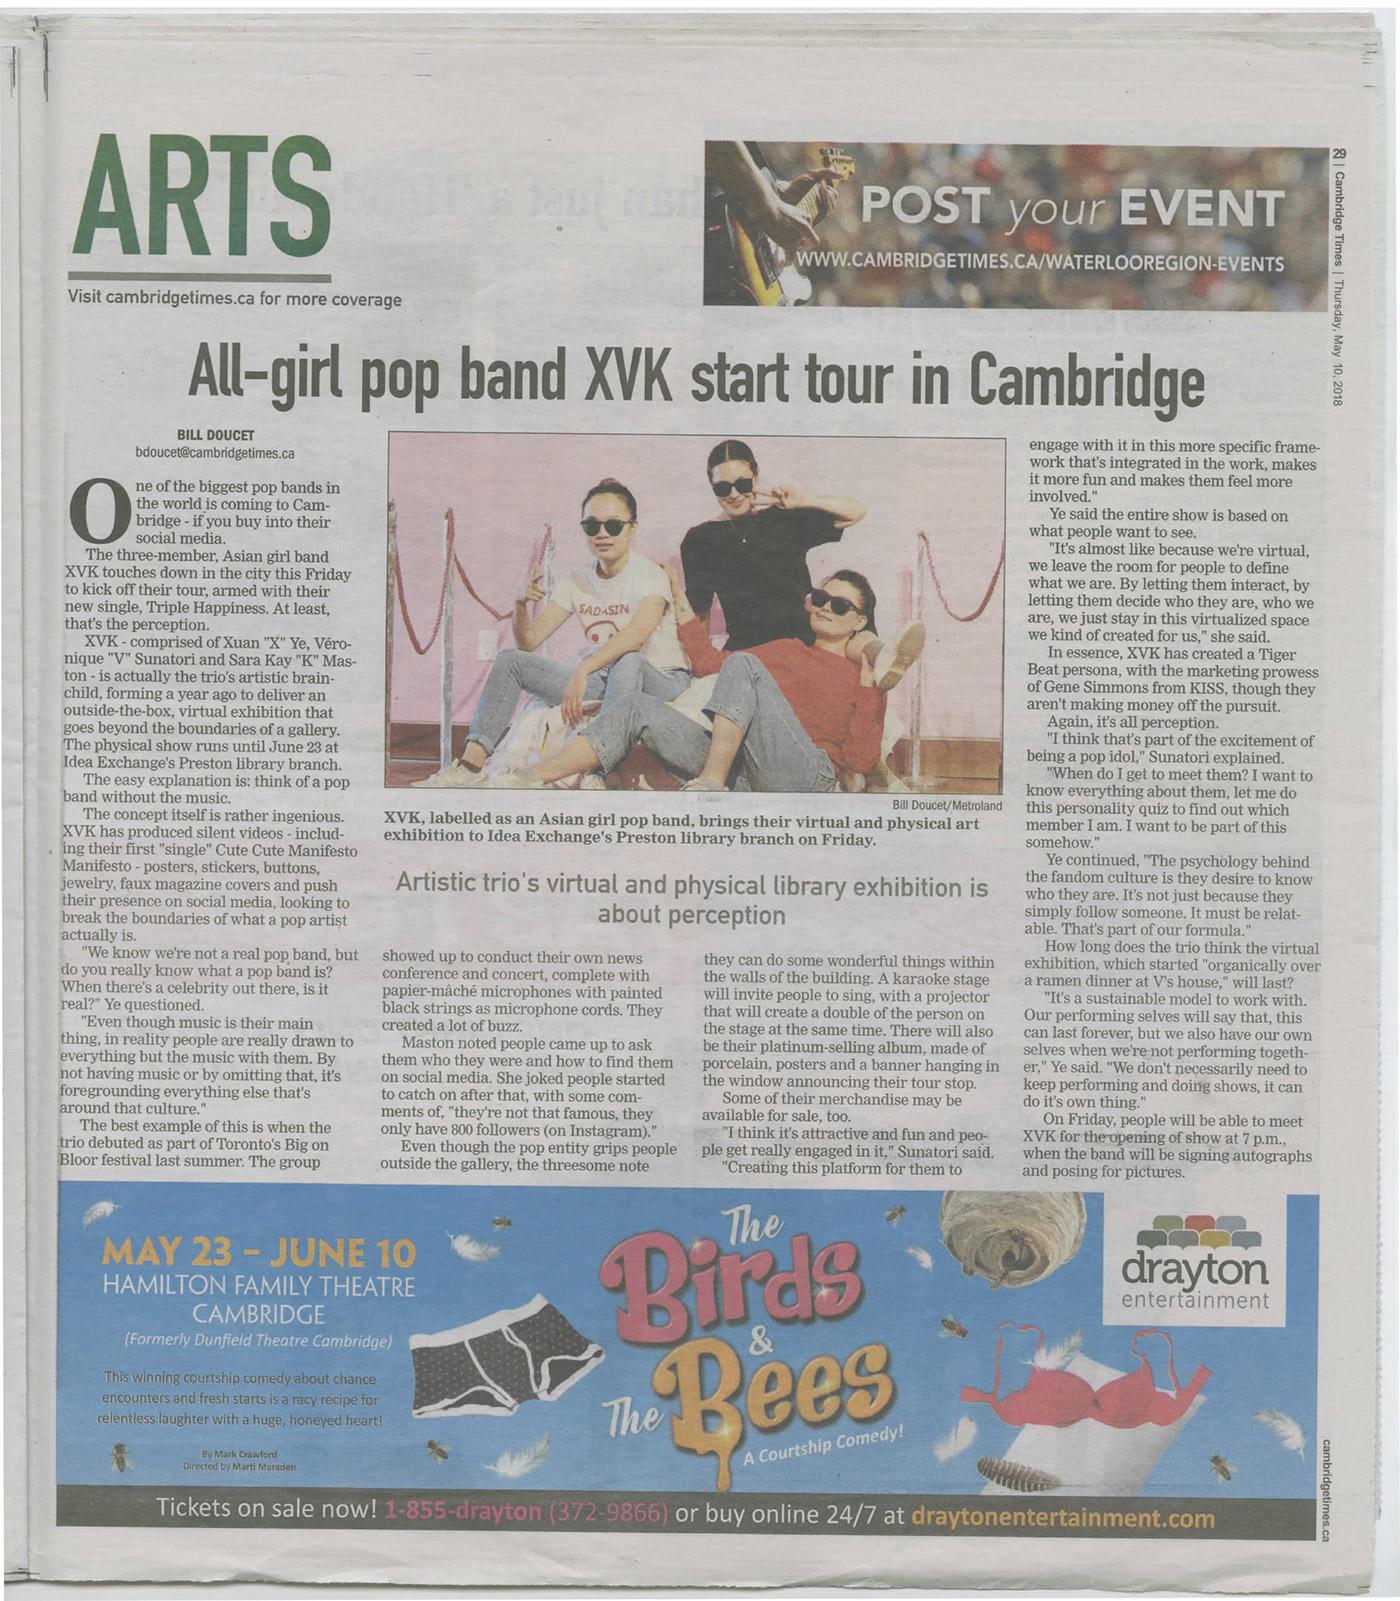 ARTS
Visit cambridgetimes.ca for more coverage
POST your EVENT
WWW.CAMBRIDGETIMES.CA/WATERLOOREGION-EVENTS
29 | Cambridge Times | Thursday, May 10, 2018
All-girl pop band XVK start tour in Cambridge
BILL DOUCET
bdoucet@cambridgetimes.ca
One of the biggest pop bands in
the world is coming to Cam-
bridge - if you buy into their
social media.
The three-member, Asian girl band
XVK touches down in the city this Friday
to kick off their tour, armed with their
new single, Triple Happiness. At least,
that's the perception.
XVK - comprised of Xuan "X" Ye, Véro-
nique "V" Sunatori and Sara Kay "K" Mas-
ton - is actually the trio's artistic brain-
child, forming a year ago to deliver an
outside-the-box, virtual exhibition that
goes beyond the boundaries of a gallery.
The physical show runs until June 23 at
Idea Exchange's Preston library branch.
The easy explanation is: think of a pop
band without the music.
The concept itself is rather ingenious.
XVK has produced silent videos - includ-
ing their first "single" Cute Cute Manifesto
Manifesto - posters, stickers, buttons,
jewelry, faux magazine covers and push
their presence on social media, looking to
break the boundaries of what a pop artist
actually is.
"We know we're not a real pop band, but
do you really know what a pop band is?
When there's a celebrity out there, is it
real?" Ye questioned.
"Even though music is their main
thing, in reality people are really drawn to
everything but the music with them. By
not having music or by omitting that, it's
foregrounding everything else that's
around that culture."
The best example of this is when the
trio debuted as part of Toronto's Big on
Bloor festival last summer. The group
SADASIN
Bill Doucet/Metroland
XVK, labelled as an Asian girl pop band, brings their virtual and physical art
exhibition to Idea Exchange's Preston library branch on Friday.
Artistic trio's virtual and physical library exhibition is
about perception
showed up to conduct their own news
conference and concert, complete with
papier-mâché microphones with painted
black strings as microphone cords. They
created a lot of buzz.
Maston noted people came up to ask
them who they were and how to find them
on social media. She joked people started
to catch on after that, with some com-
ments of, "they're not that famous, they
only have 800 followers (on Instagram)."
Even though the pop entity grips people
outside the gallery, the threesome note
they can do some wonderful things within
the walls of the building. A karaoke stage
will invite people to sing, with a projector
that will create a double of the person on
the stage at the same time. There will also
be their platinum-selling album, made of
porcelain, posters and a banner hanging in
the window announcing their tour stop.
Some of their merchandise may be
available for sale, too.
"I think it's attractive and fun and peo-
ple get really engaged in it," Sunatori said.
"Creating this platform for them to
engage with it in this more specific frame-
work that's integrated in the work, makes
it more fun and makes them feel more
involved."
Ye said the entire show is based on
what people want to see.
"It's almost like because we're virtual,
we leave the room for people to define
what we are. By letting them interact, by
letting them decide who they are, who we
are, we just stay in this virtualized space
we kind of created for us," she said.
In essence, XVK has created a Tiger
Beat persona, with the marketing prowess
of Gene Simmons from KISS, though they
aren't making money off the pursuit.
Again, it's all perception.
"I think that's part of the excitement of
being a pop idol," Sunatori explained.
"When do I get to meet them? I want to
know everything about them, let me do
this personality quiz to find out which
member I am. I want to be part of this
somehow."
Ye continued, "The psychology behind
the fandom culture is they desire to know
who they are. It's not just because they
simply follow someone. It must be relat-
able. That's part of our formula."
How long does the trio think the virtual
exhibition, which started "organically over
a ramen dinner at V's house," will last?
"It's a sustainable model to work with.
Our performing selves will say that, this
can last forever, but we also have our own
selves when we're not performing togeth-
er," Ye said. "We don't necessarily need to
keep performing and doing shows, it can
do it's own thing."
On Friday, people will be able to meet
XVK for the opening of show at 7 p.m.,
when the band will be signing autographs
and posing for pictures.
MAY 23 – JUNE 10
HAMILTON FAMILY THEATRE
CAMBRIDGE
(Formerly Dunfield Theatre Cambridge)
This winning courtship comedy about chance
encounters and fresh starts is a racy recipe for
relentless laughter with a huge, honeyed heart!
By Mark Crawford
Directed by Marti Maraden
The
Birds
&
The Bees
A Courtship Comedy!
drayton
entertainment
Tickets on sale now! 1-855-drayton (372-9866) or buy online 24/7 at draytonentertainment.com
cambridgetimes.ca